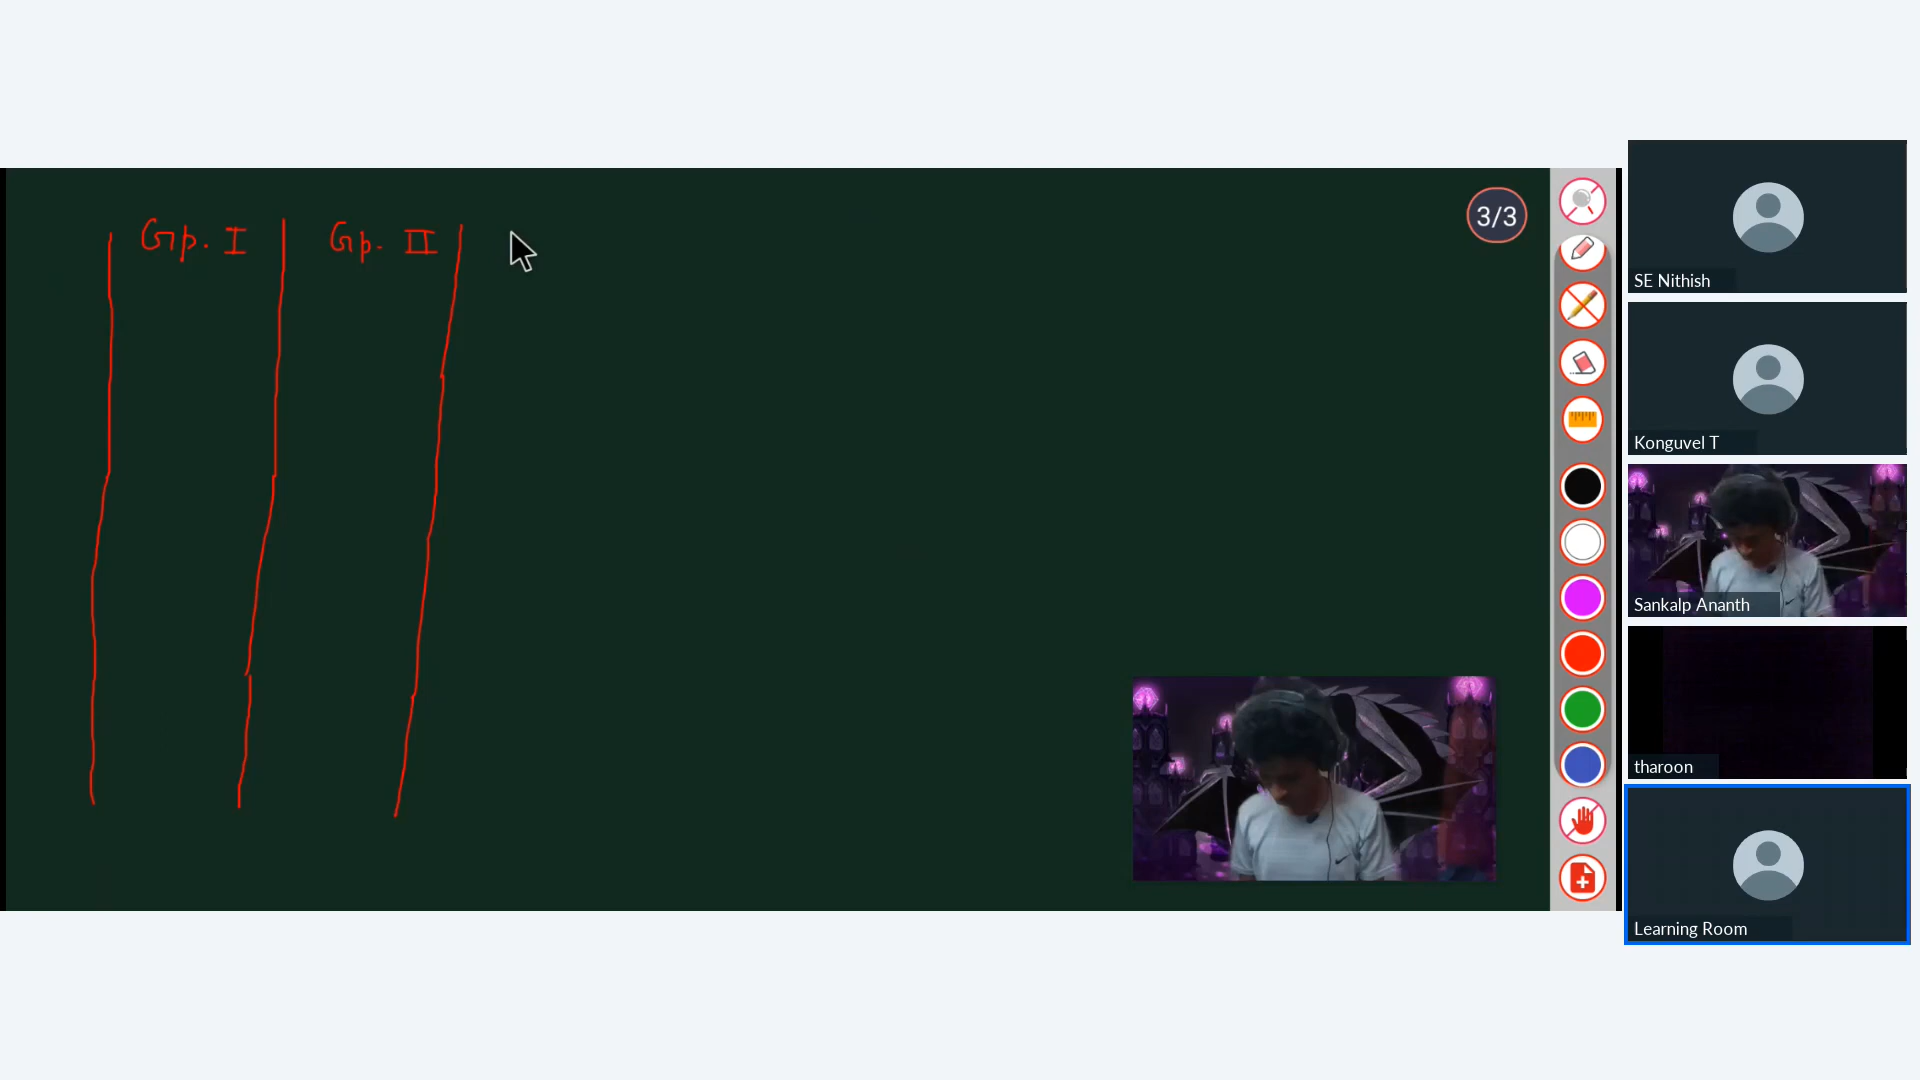 Gp. I Gp. II
3/3
SE Nithish
Konguvel T
Sankalp Ananth
tharoon
Learning Room